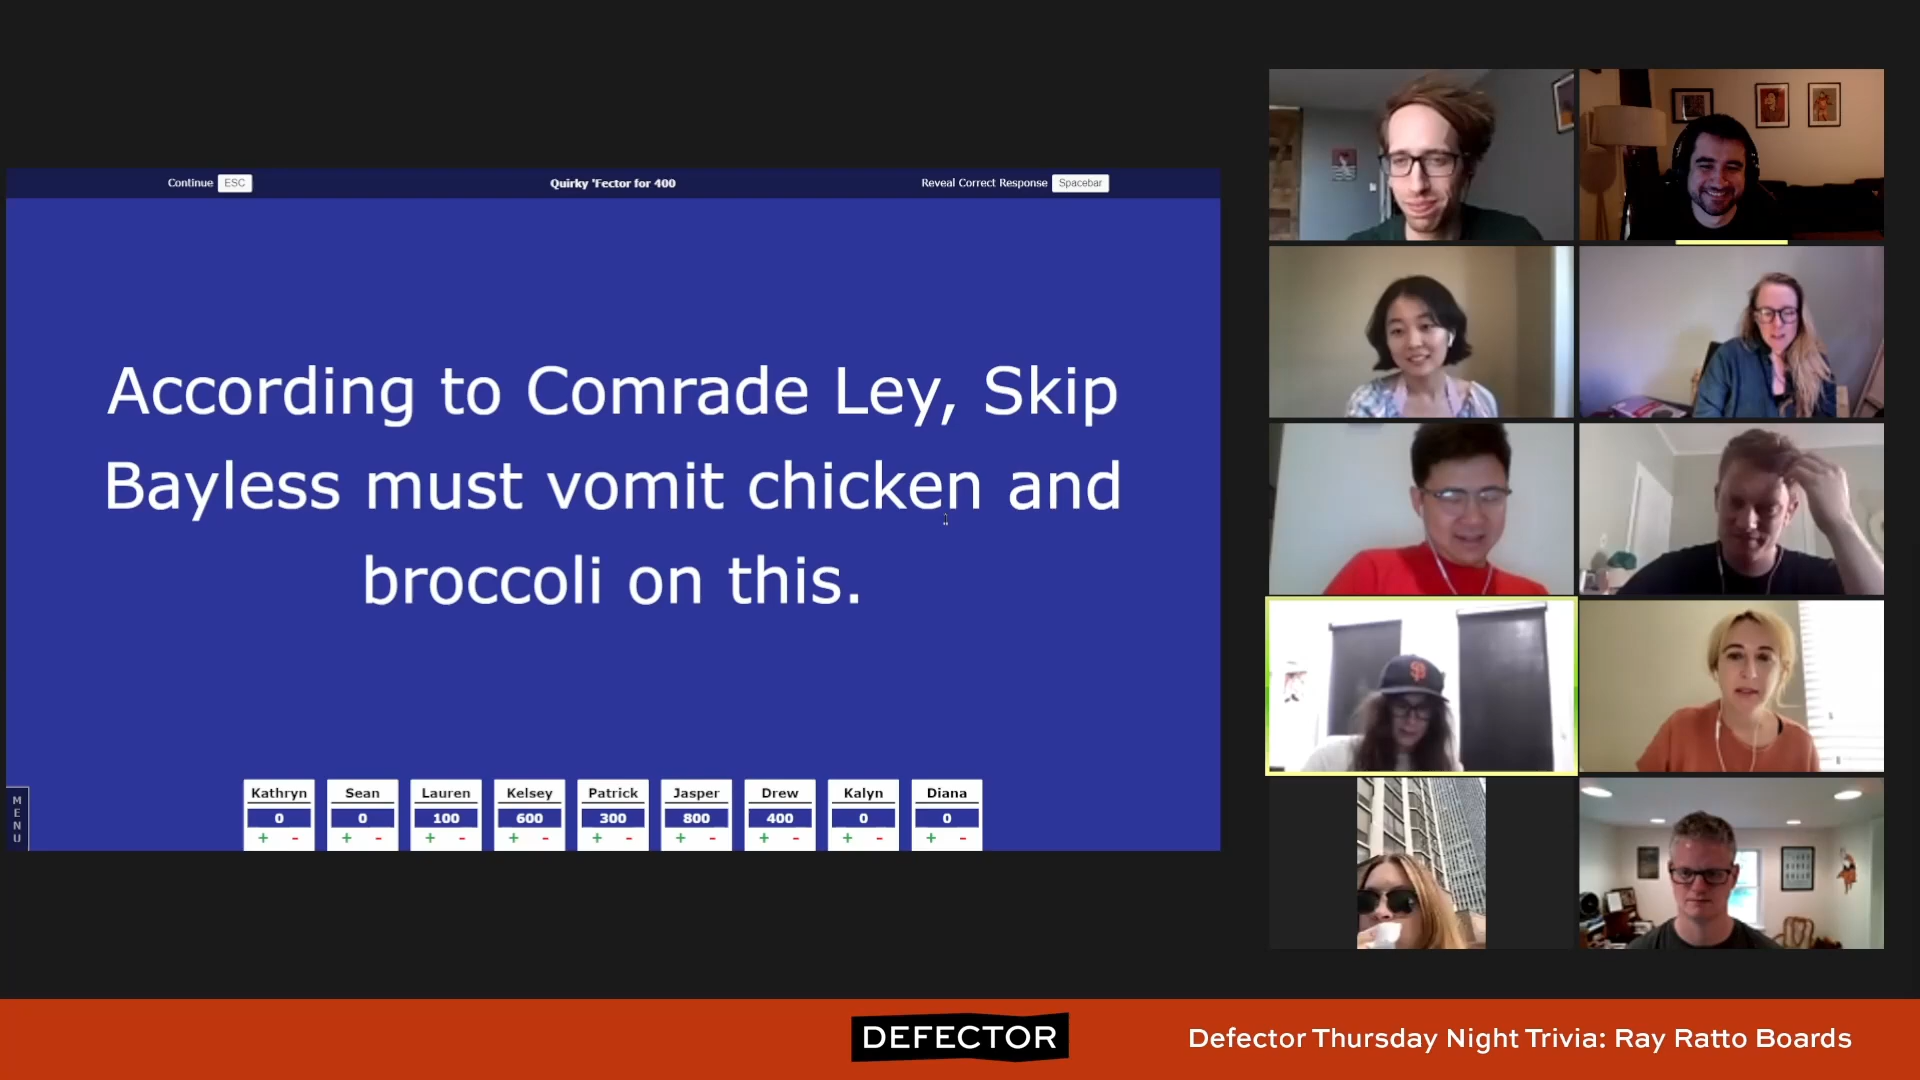 Continue ESC
Quirky 'Fector for 400
Reveal Correct Response Spacebar
According to Comrade Ley, Skip
Bayless must vomit chicken and
broccoli on this.
MENU
Kathryn Sean Lauren Kelsey Patrick Jasper Drew Kalyn Diana
0 0 100 600 300 800 400 0 0
+ - + - + - + - + - + - + - + - + -
SF
DEFECTOR
Defector Thursday Night Trivia: Ray Ratto Boards